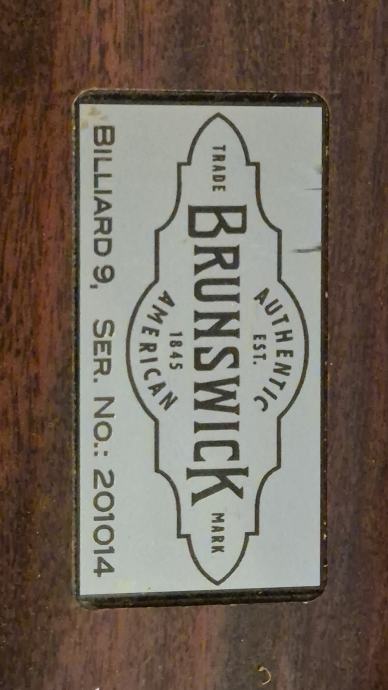 AUTHENTIC
EST.
TRADE BRUNSWICK MARK
1845
AMERICAN
BILLIARD 9, SER. NO.: 201014